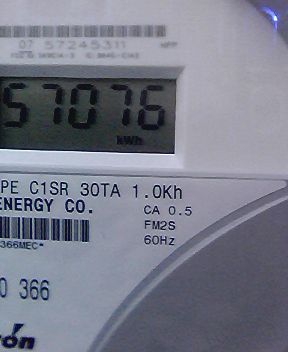 07 57245311
57076
kWh
PE C1SR 30TA 1.0Kh
ENERGY CO.
CA 0.5
FM2S
60Hz
366MEC*
0 366
rón